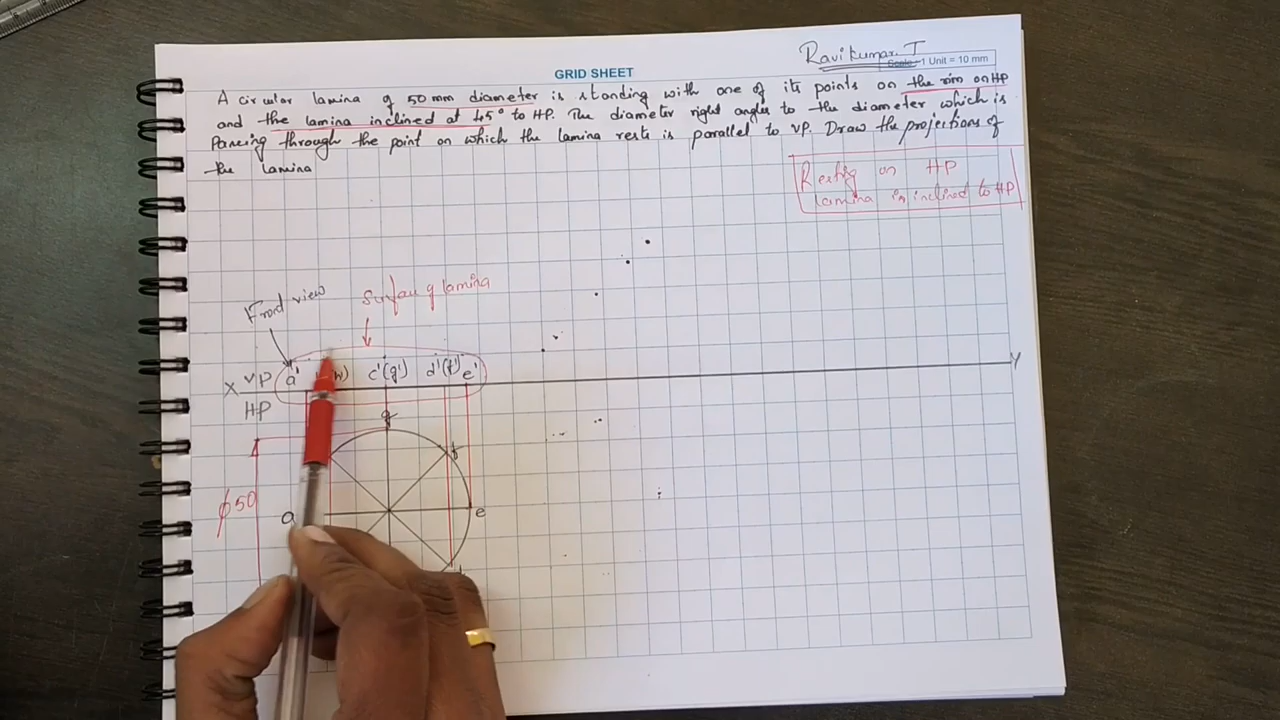 Ravikumar. T
GRID SHEET
Scale - 1 Unit = 10 mm
A circular lamina of 50 mm diameter is standing with one of its points on the rim on HP
and the lamina inclined at 45° to HP. The diameter right angles to the diameter which is
Passing through the point on which the lamina rests is parallel to VP. Draw the projections of
the lamina
Resting on HP
lamina is inclined to HP
Front view
Surface of lamina
X VP
HP
a' c'(g') d'(f') e'
Y
g
f
φ 50
a
e